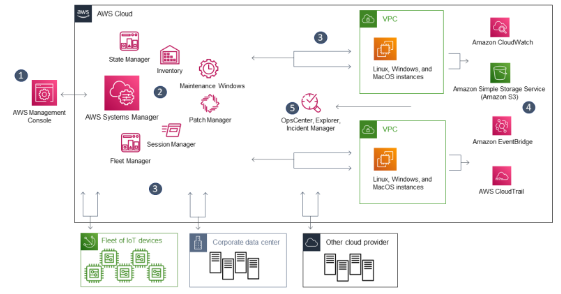 aws
AWS Cloud
3
VPC
State Manager
Inventory
Maintenance Windows
Linux, Windows, and
MacOS instances
Amazon CloudWatch
1
2
AWS Management
Console
AWS Systems Manager
Patch Manager
5
OpsCenter, Explorer,
Incident Manager
Amazon Simple Storage Service
(Amazon S3)
4
Session Manager
Fleet Manager
VPC
Linux, Windows, and
MacOS instances
Amazon EventBridge
AWS CloudTrail
3
Fleet of IoT devices
Corporate data center
Other cloud provider